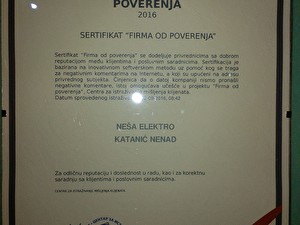 POVERENJA
2016
SERTIFIKAT "FIRMA OD POVERENJA"
Sertifikat "Firma od poverenja" se dodeljuje privrednicima sa dobrom
reputacijom među klijentima i poslovnim saradnicima. Sertifikacija je
bazirana na inovativnom softverskom metodu uz pomoć kog se traga
za negativnim komentarima na Internetu, a koji su upućeni na adresu
privrednog subjekta. Činjenica da o datoj kompaniji nismo pronašli
negativne komentare, istoj omogućava učešće u projektu "Firma od
poverenja", Centra za mišljenja klijenata.
Datum sprovedenog
NEŠA ELEKTRO
KATANIĆ NENAD
Za odličnu reputaciju i doslednost u radu, kao i za korektnu
saradnju sa klijentima i poslovnim saradnicima.